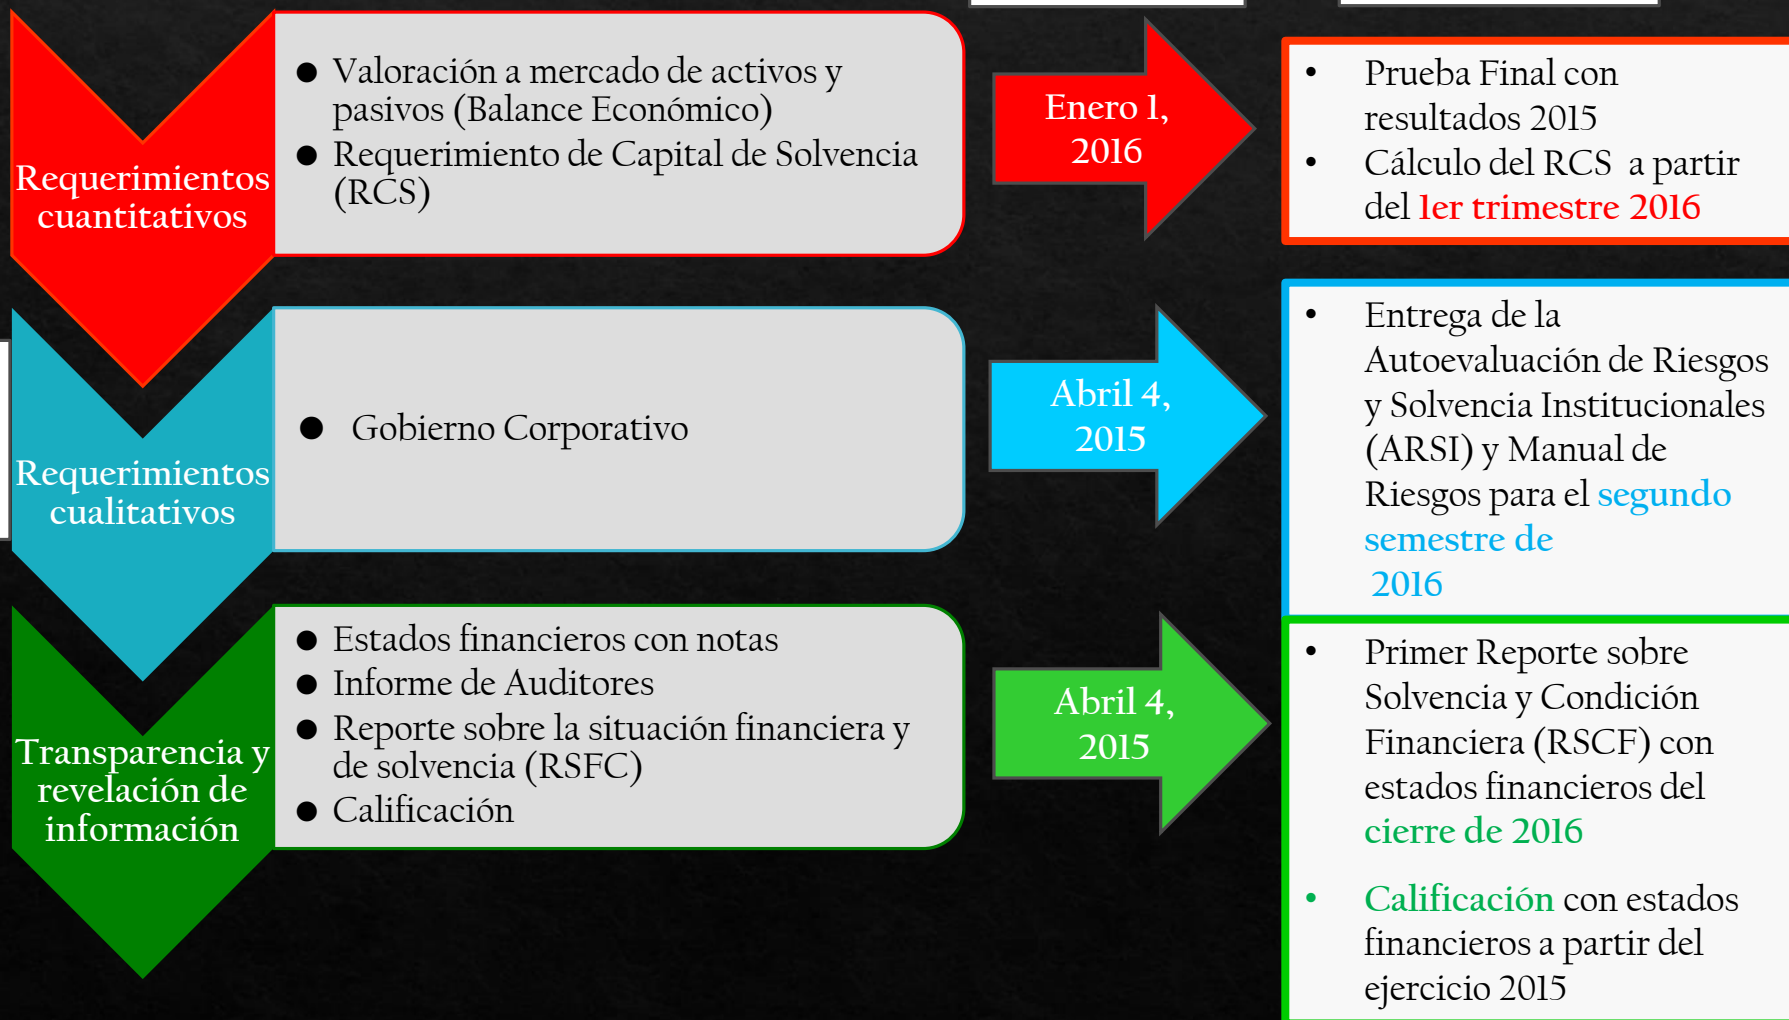 Requerimientos
cuantitativos
● Valoración a mercado de activos y
pasivos (Balance Económico)
● Requerimiento de Capital de Solvencia
(RCS)
Enero 1,
2016
• Prueba Final con
resultados 2015
• Cálculo del RCS a partir
del 1er trimestre 2016
Requerimientos
cualitativos
● Gobierno Corporativo
Abril 4,
2015
• Entrega de la
Autoevaluación de Riesgos
y Solvencia Institucionales
(ARSI) y Manual de
Riesgos para el segundo
semestre de
2016
Transparencia y
revelación de
información
● Estados financieros con notas
● Informe de Auditores
● Reporte sobre la situación financiera y
de solvencia (RSFC)
● Calificación
Abril 4,
2015
• Primer Reporte sobre
Solvencia y Condición
Financiera (RSCF) con
estados financieros del
cierre de 2016
• Calificación con estados
financieros a partir del
ejercicio 2015